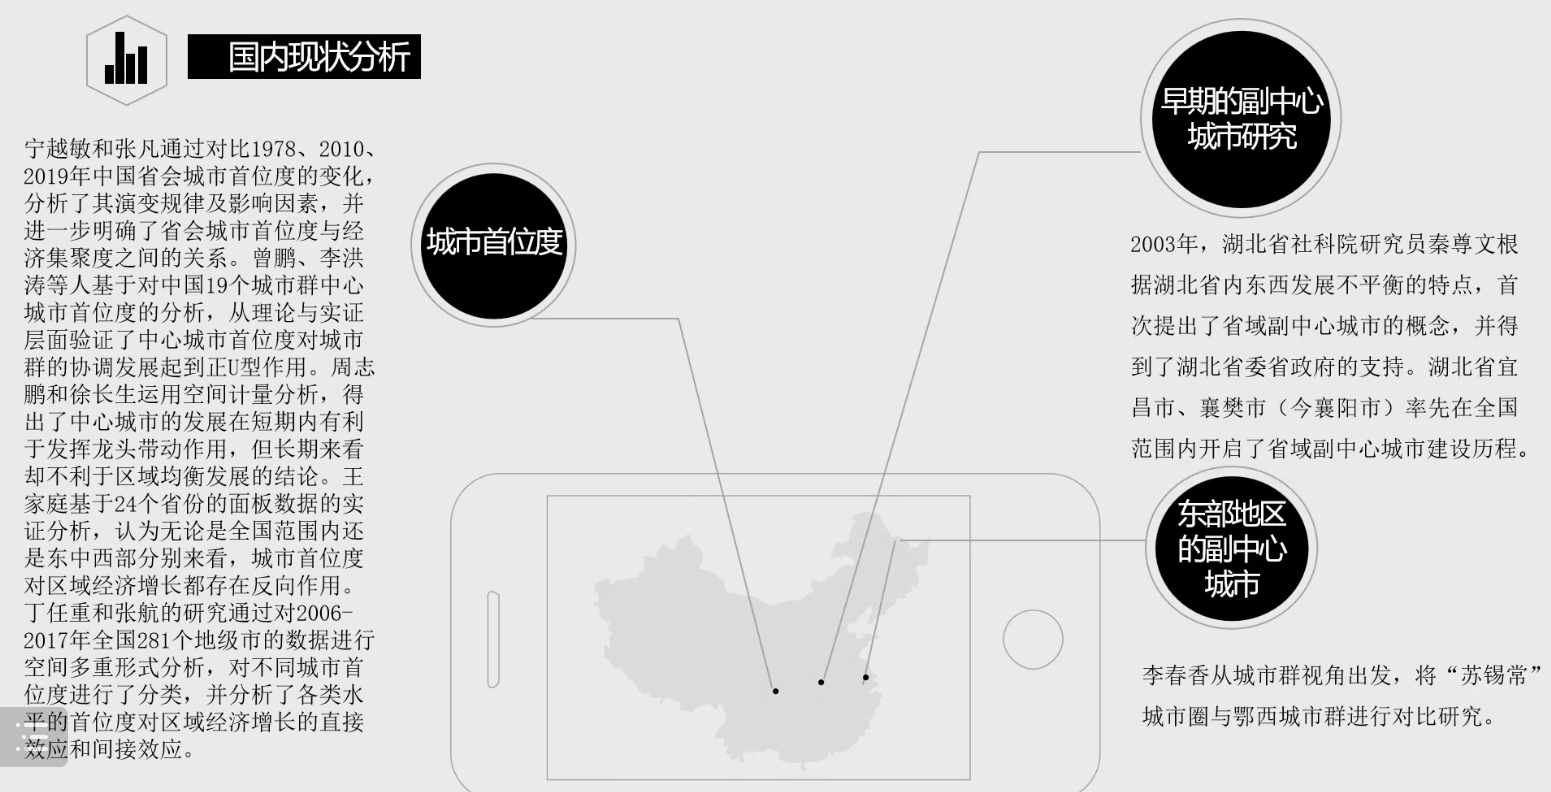 国内现状分析
宁越敏和张凡通过对比1978、2010、
2019年中国省会城市首位度的变化，
分析了其演变规律及影响因素，并
进一步明确了省会城市首位度与经
济集聚度之间的关系。曾鹏、李洪
涛等人基于对中国19个城市群中心
城市首位度的分析，从理论与实证
层面验证了中心城市首位度对城市
群的协调发展起到正U型作用。周志
鹏和徐长生运用空间计量分析，得
出了中心城市的发展在短期内有利
于发挥龙头带动作用，但长期来看
却不利于区域均衡发展的结论。王
家庭基于24个省份的面板数据的实
证分析，认为无论是全国范围内还
是东中西部分别来看，城市首位度
对区域经济增长都存在反向作用。
丁任重和张航的研究通过对2006-
2017年全国281个地级市的数据进行
空间多重形式分析，对不同城市首
位度进行了分类，并分析了各类水
平的首位度对区域经济增长的直接
效应和间接效应。
城市首位度
早期的副中心
城市研究
2003年，湖北省社科院研究员秦尊文根
据湖北省内东西发展不平衡的特点，首
次提出了省域副中心城市的概念，并得
到了湖北省委省政府的支持。湖北省宜
昌市、襄樊市（今襄阳市）率先在全国
范围内开启了省域副中心城市建设历程。
东部地区
的副中心
城市
李春香从城市群视角出发，将“苏锡常”
城市圈与鄂西城市群进行对比研究。